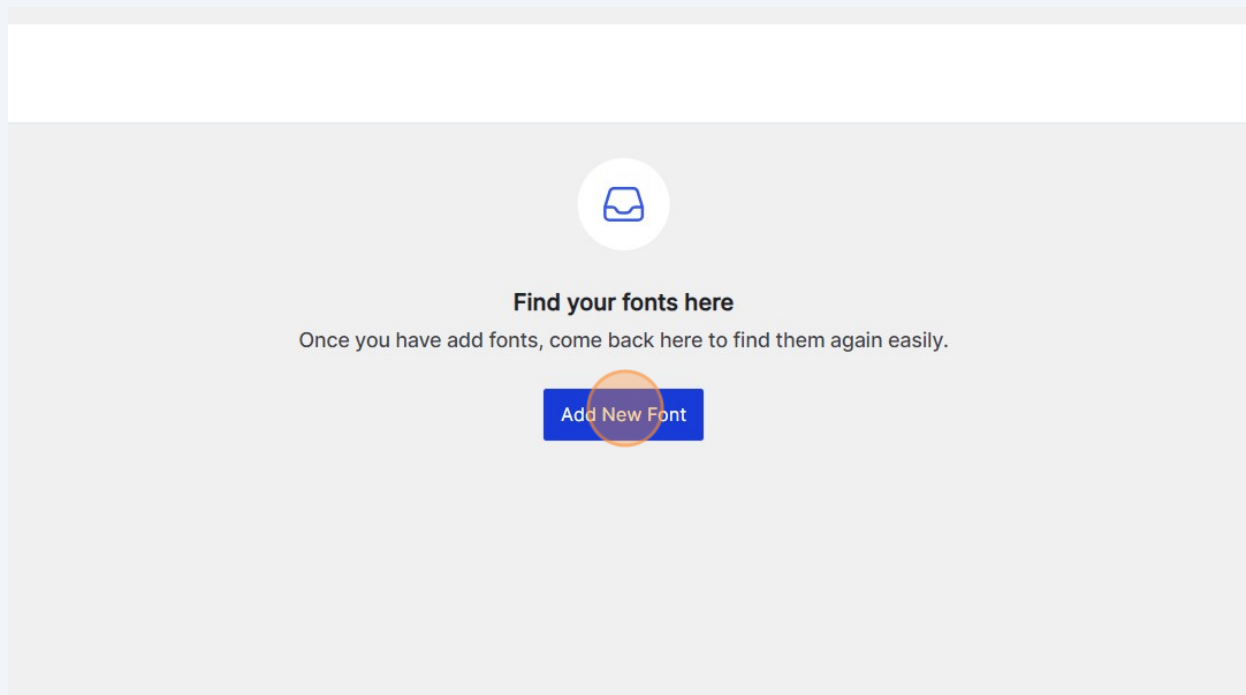 Find your fonts here
Once you have add fonts, come back here to find them again easily.
Add New Font